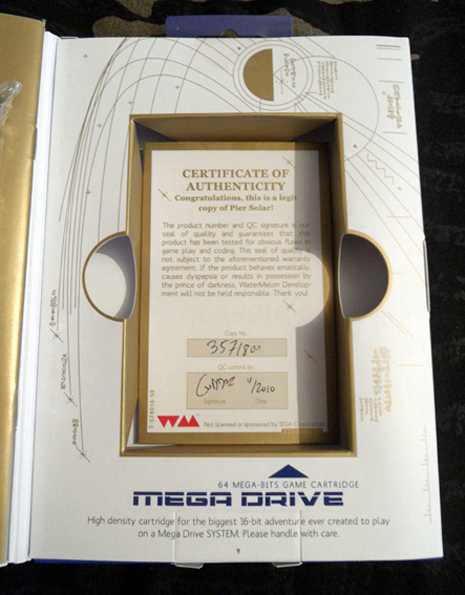 CERTIFICATE OF
AUTHENTICITY
Congratulations, this is a legit
copy of Pier Solar!
The product number and QC signature is our
seal of quality and guarantees that this
product has been tested for obvious flaws in
game play and coding. This seal of quality is
not subject to the aforementioned warranty
agreement. If the product behaves erratically,
causes dyspepsia or results in possession by
the prince of darkness, WaterMelon Develop-
ment will not be held responsible. Thank you!
Copy No:
357/800
QC control by:
4/2010
Signature Date
T-574016-50
WM
Not licensed or sponsored by SEGA Corporation
64 MEGA-BITS GAME CARTRIDGE
MEGA DRIVE
High density cartridge for the biggest 16-bit adventure ever created to play
on a Mega Drive SYSTEM. Please handle with care.